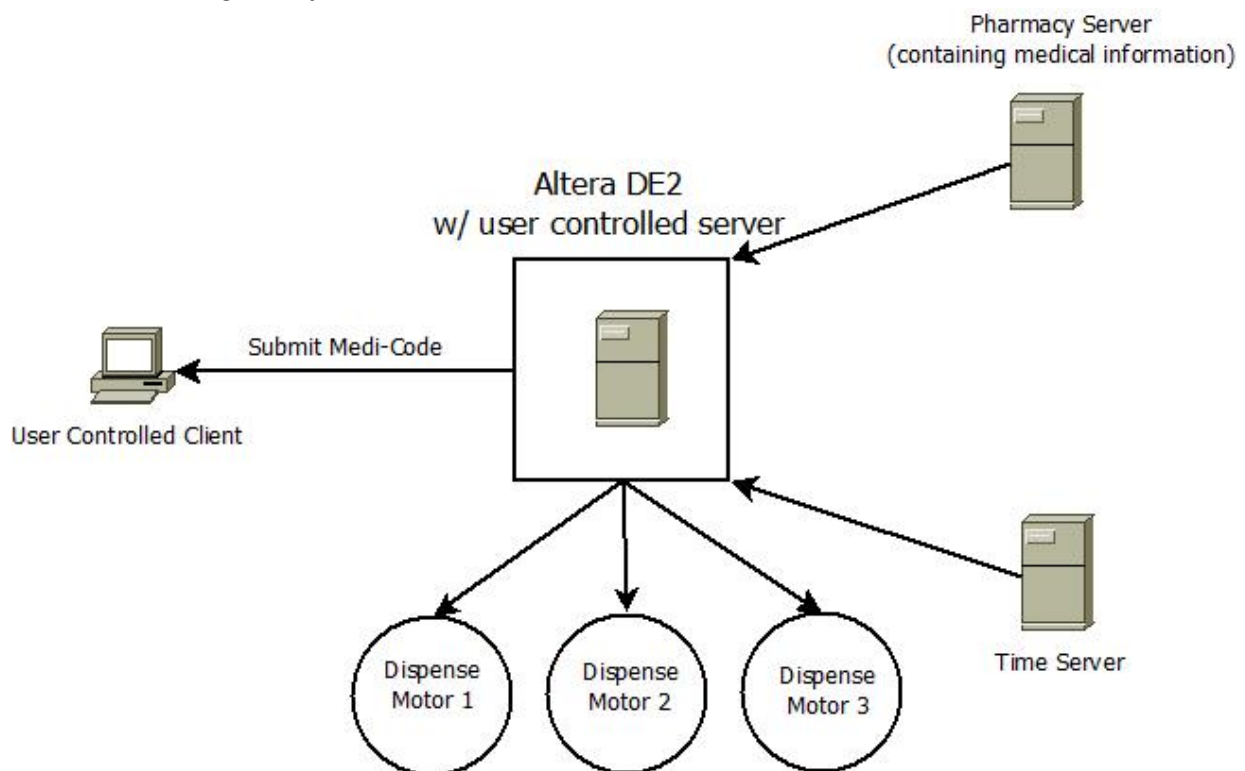 Pharmacy Server
(containing medical information)
Altera DE2
w/ user controlled server
Submit Medi-Code
User Controlled Client
Dispense
Motor 1
Dispense
Motor 2
Dispense
Motor 3
Time Server